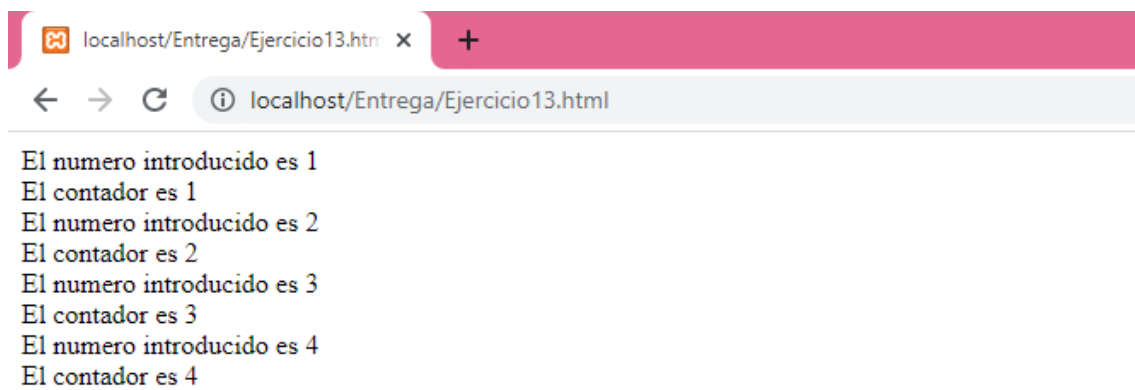 localhost/Entrega/Ejercicio13.htm
localhost/Entrega/Ejercicio13.html
El numero introducido es 1
El contador es 1
El numero introducido es 2
El contador es 2
El numero introducido es 3
El contador es 3
El numero introducido es 4
El contador es 4